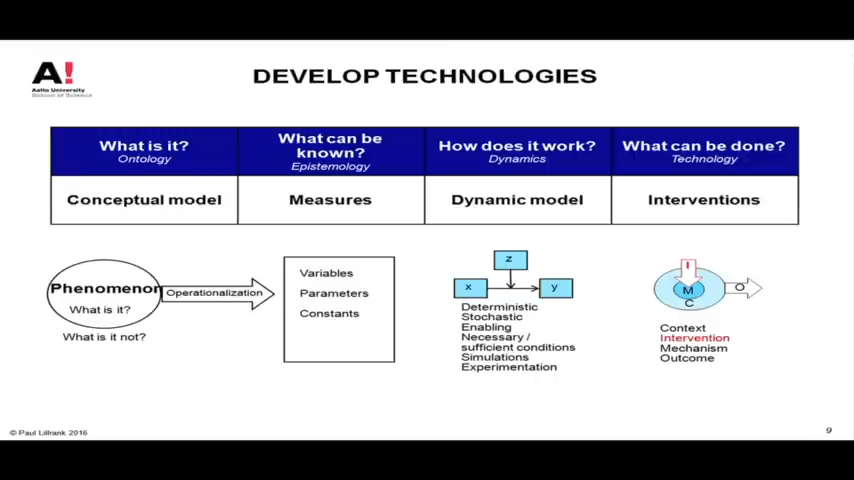 A!
Aalto University
School of Science
DEVELOP TECHNOLOGIES
What is it?
Ontology
What can be
known?
Epistemology
How does it work?
Dynamics
What can be done?
Technology
Conceptual model
Measures
Dynamic model
Interventions
Phenomenon
What is it?
What is it not?
Operationalization
Variables
Parameters
Constants
z
x
y
Deterministic
Stochastic
Enabling
Necessary /
sufficient conditions
Simulations
Experimentation
I
M
C
O
Context
Intervention
Mechanism
Outcome
© Paul Lillrank 2016
9